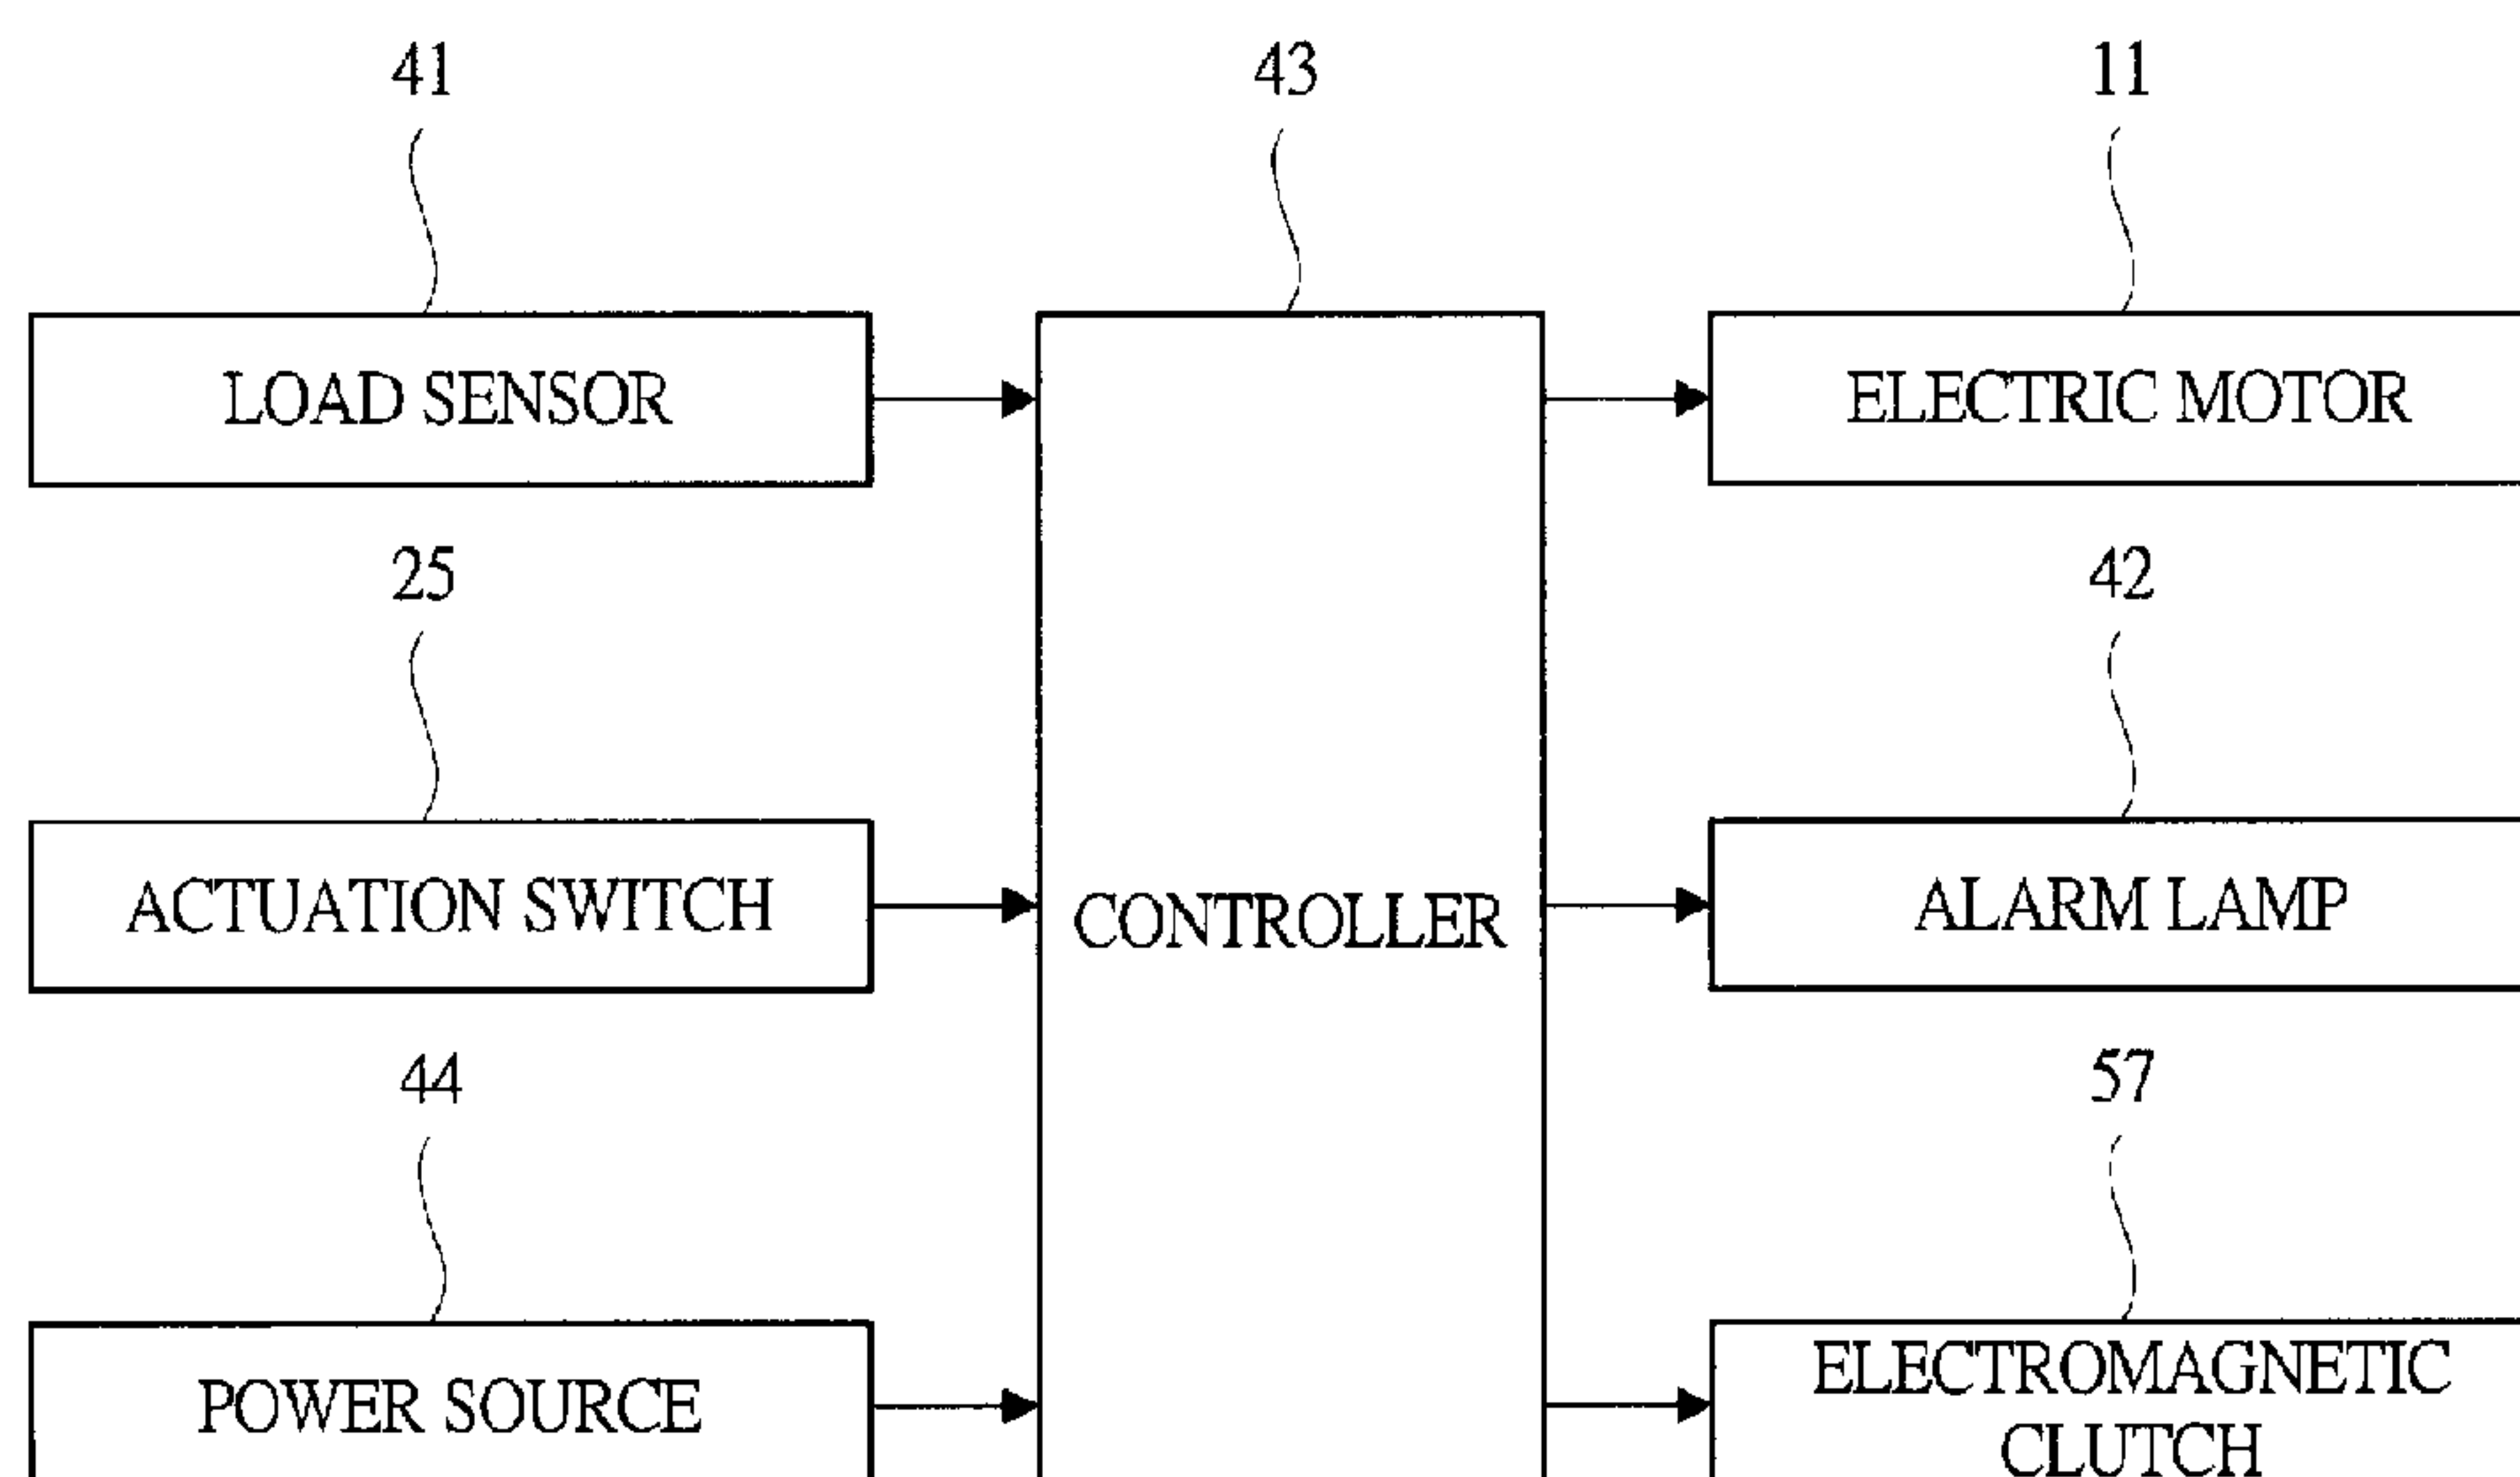 41 43 11
LOAD SENSOR ELECTRIC MOTOR
25 42
ACTUATION SWITCH CONTROLLER ALARM LAMP
44 57
POWER SOURCE ELECTROMAGNETIC
CLUTCH